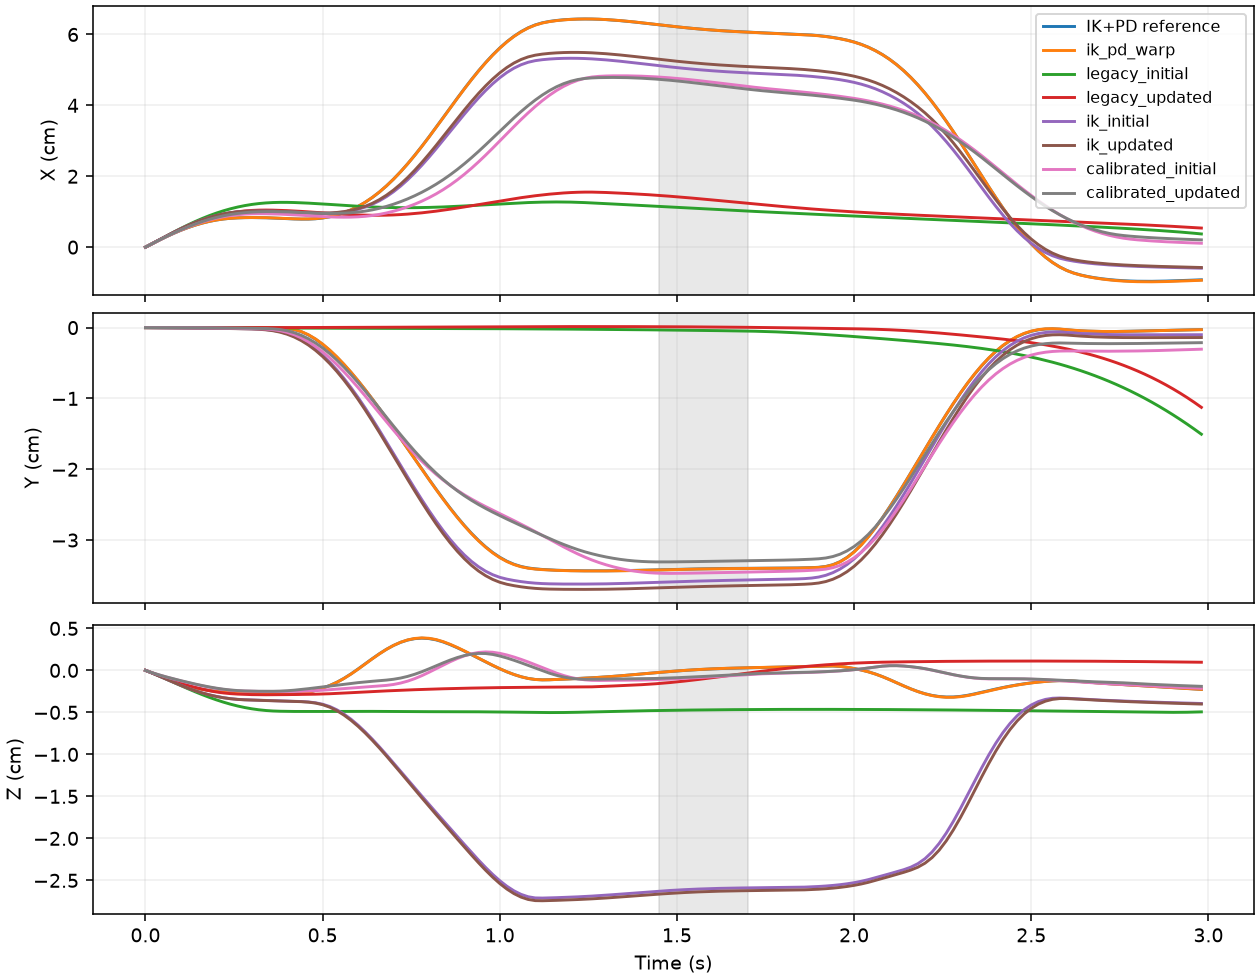 6
4
2
0
X (cm)
IK+PD reference
ik_pd_warp
legacy_initial
legacy_updated
ik_initial
ik_updated
calibrated_initial
calibrated_updated
0
−1
−2
−3
Y (cm)
0.5
0.0
−0.5
−1.0
−1.5
−2.0
−2.5
Z (cm)
0.0 0.5 1.0 1.5 2.0 2.5 3.0
Time (s)